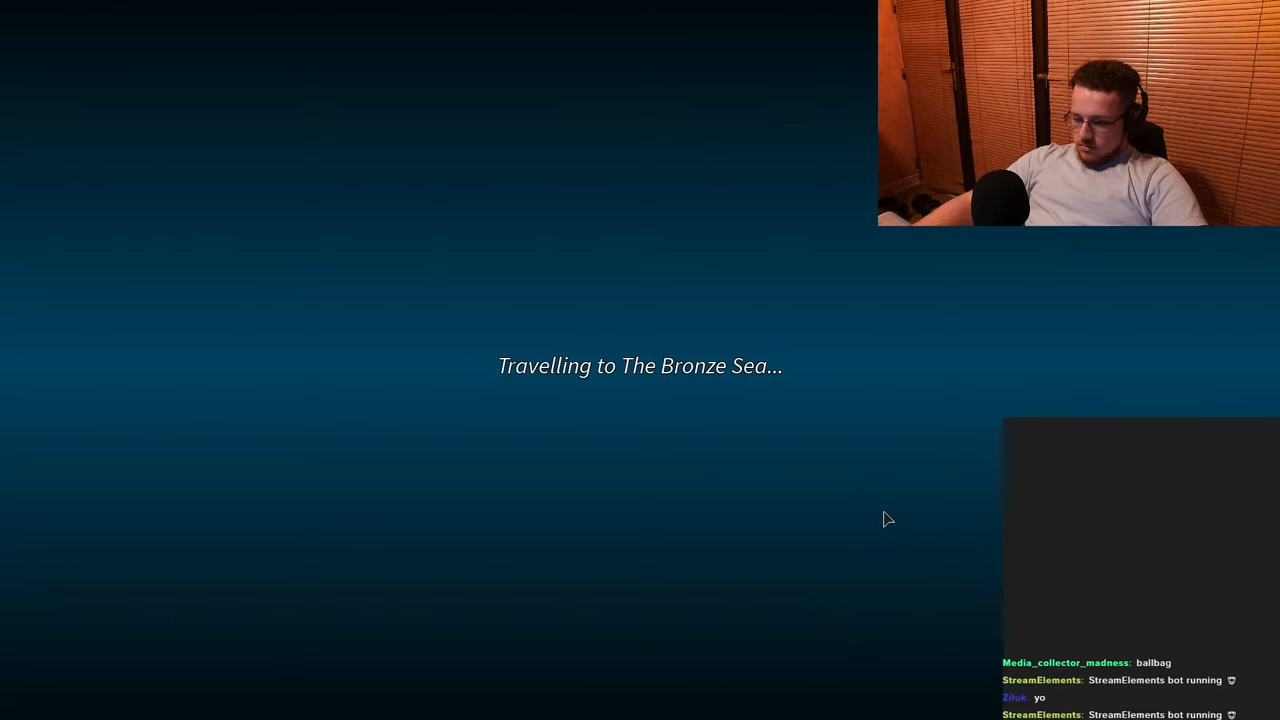 Travelling to The Bronze Sea...
Media_collector_madness: ballbag
StreamElements: StreamElements bot running
Ziluk: yo
StreamElements: StreamElements bot running